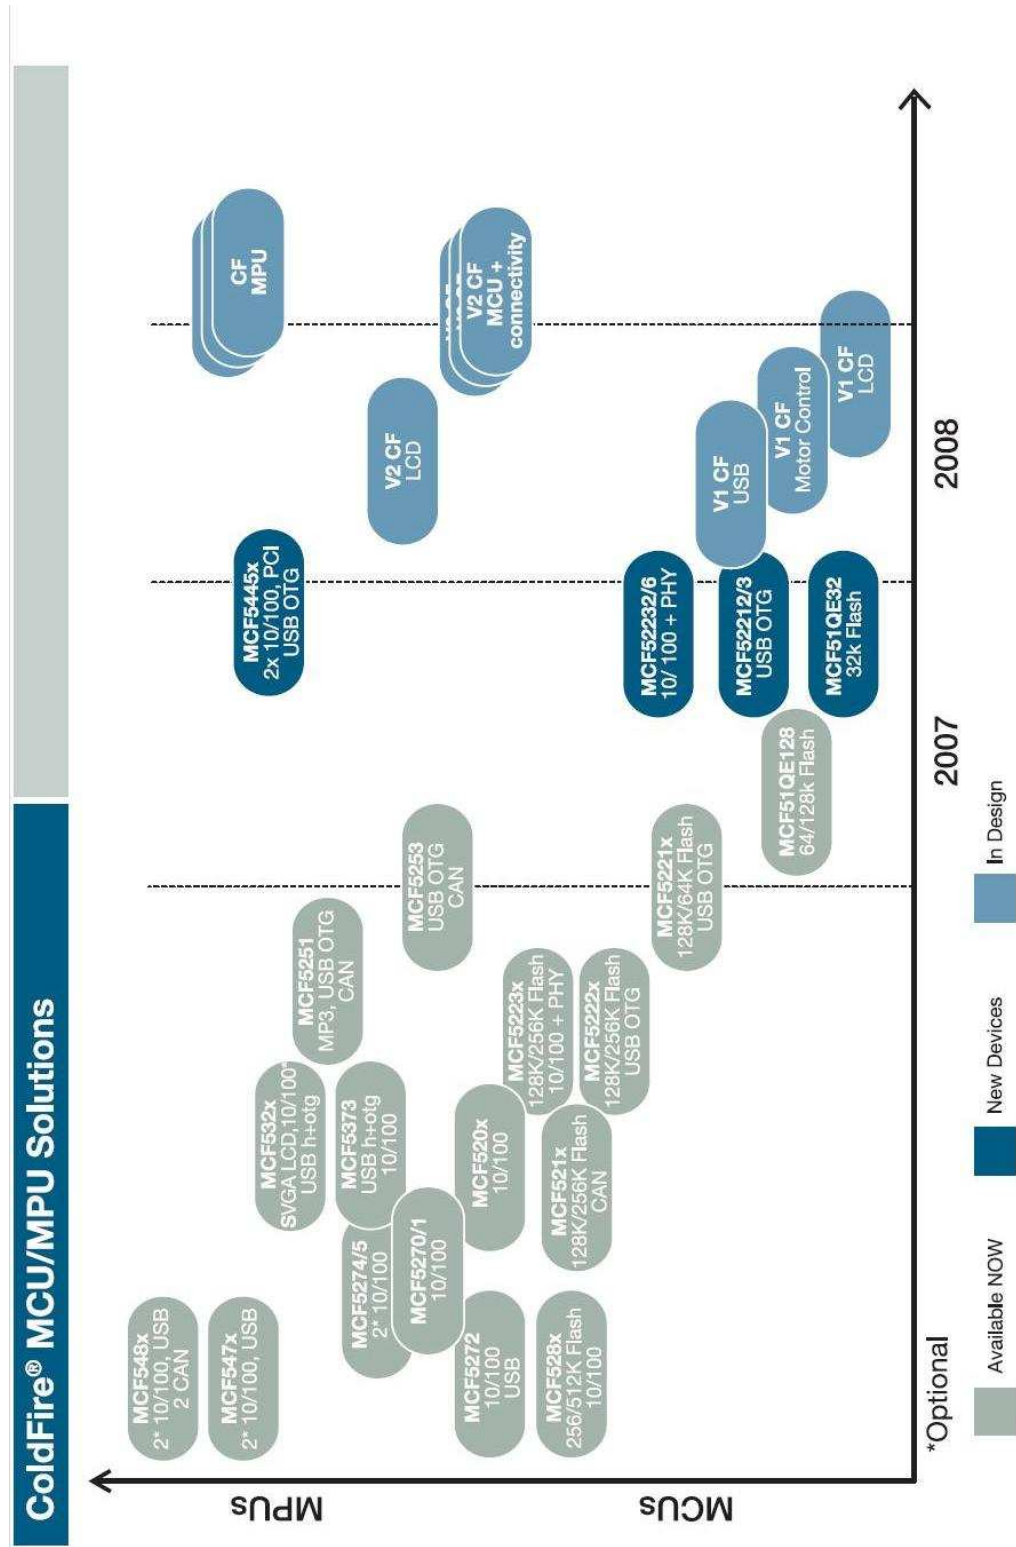 ColdFire® MCU/MPU Solutions
MPUs
MCUs
MCF548x
2* 10/100, USB
2 CAN
MCF547x
2* 10/100, USB
MCF532x
SVGA LCD,10/100*
USB h+otg
MCF5251
MP3, USB OTG
CAN
MCF5445x
2x 10/100, PCI
USB OTG
CF
MPU
MCF5274/5
2* 10/100
MCF5373
USB h+otg
10/100
MCF5270/1
10/100
MCF5253
USB OTG
CAN
V2 CF
LCD
MCF5272
10/100
USB
MCF520x
10/100
V2 CF
MCU +
connectivity
MCF528x
256/512K Flash
10/100
MCF521x
128K/256K Flash
CAN
MCF5223x
128K/256K Flash
10/100 + PHY
MCF5222x
128K/256K Flash
USB OTG
MCF5221x
128K/64K Flash
USB OTG
MCF52232/6
10/ 100 + PHY
MCF51QE128
64/128k Flash
MCF52212/3
USB OTG
V1 CF
USB
V1 CF
Motor Control
MCF51QE32
32k Flash
V1 CF
LCD
*Optional
2007
2008
Available NOW
New Devices
In Design